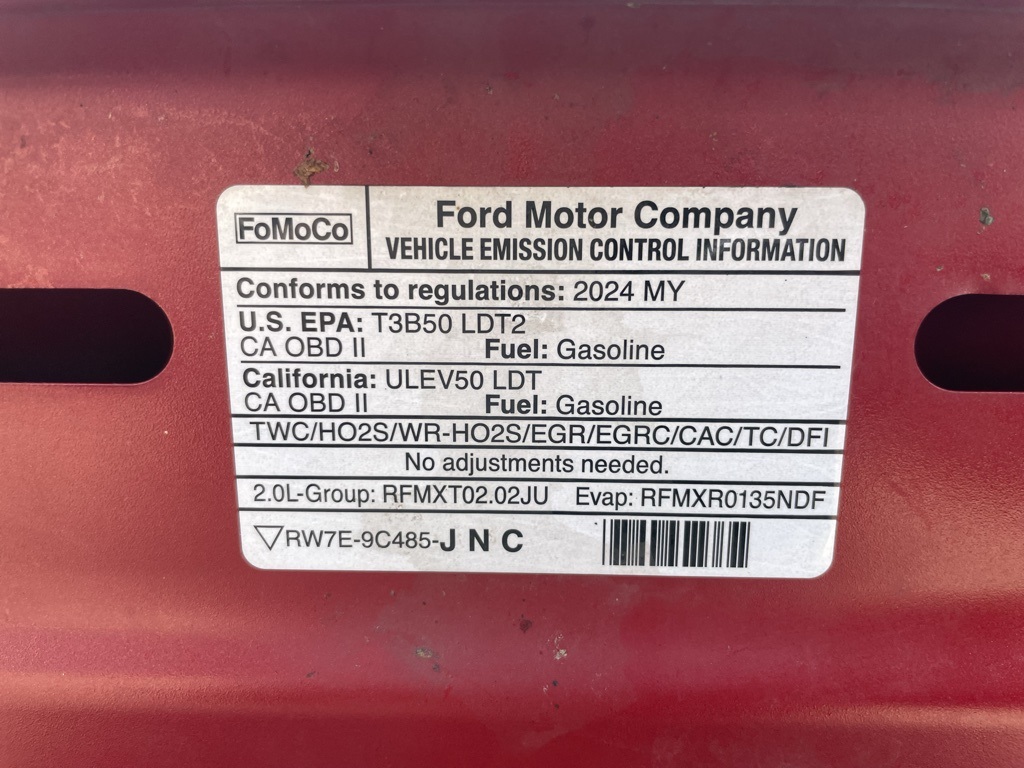 FoMoCo
Ford Motor Company
VEHICLE EMISSION CONTROL INFORMATION
Conforms to regulations: 2024 MY
U.S. EPA: T3B50 LDT2
CA OBD II Fuel: Gasoline
California: ULEV50 LDT
CA OBD II Fuel: Gasoline
TWC/HO2S/WR-HO2S/EGR/EGRC/CAC/TC/DFI
No adjustments needed.
2.0L-Group: RFMXT02.02JU Evap: RFMXR0135NDF
RW7E-9C485-J N C